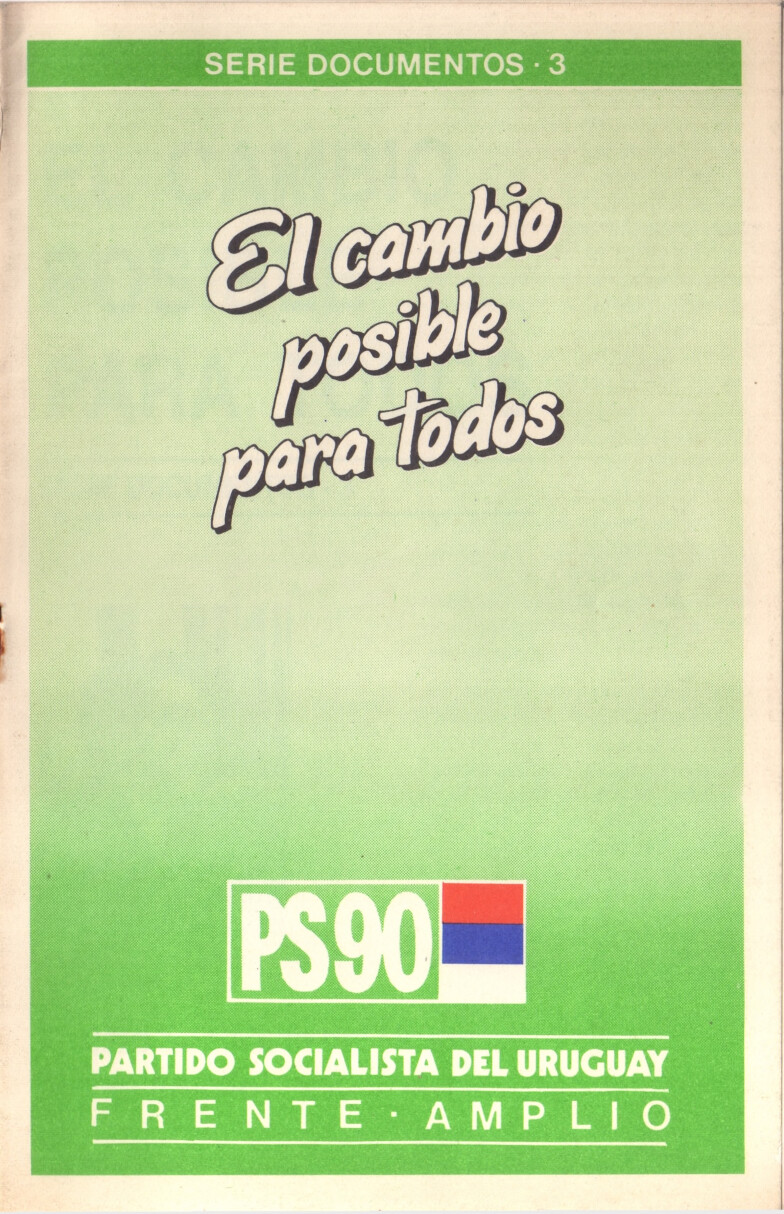 SERIE DOCUMENTOS · 3
El cambio
posible
para todos
PS90
PARTIDO SOCIALISTA DEL URUGUAY
FRENTE · AMPLIO